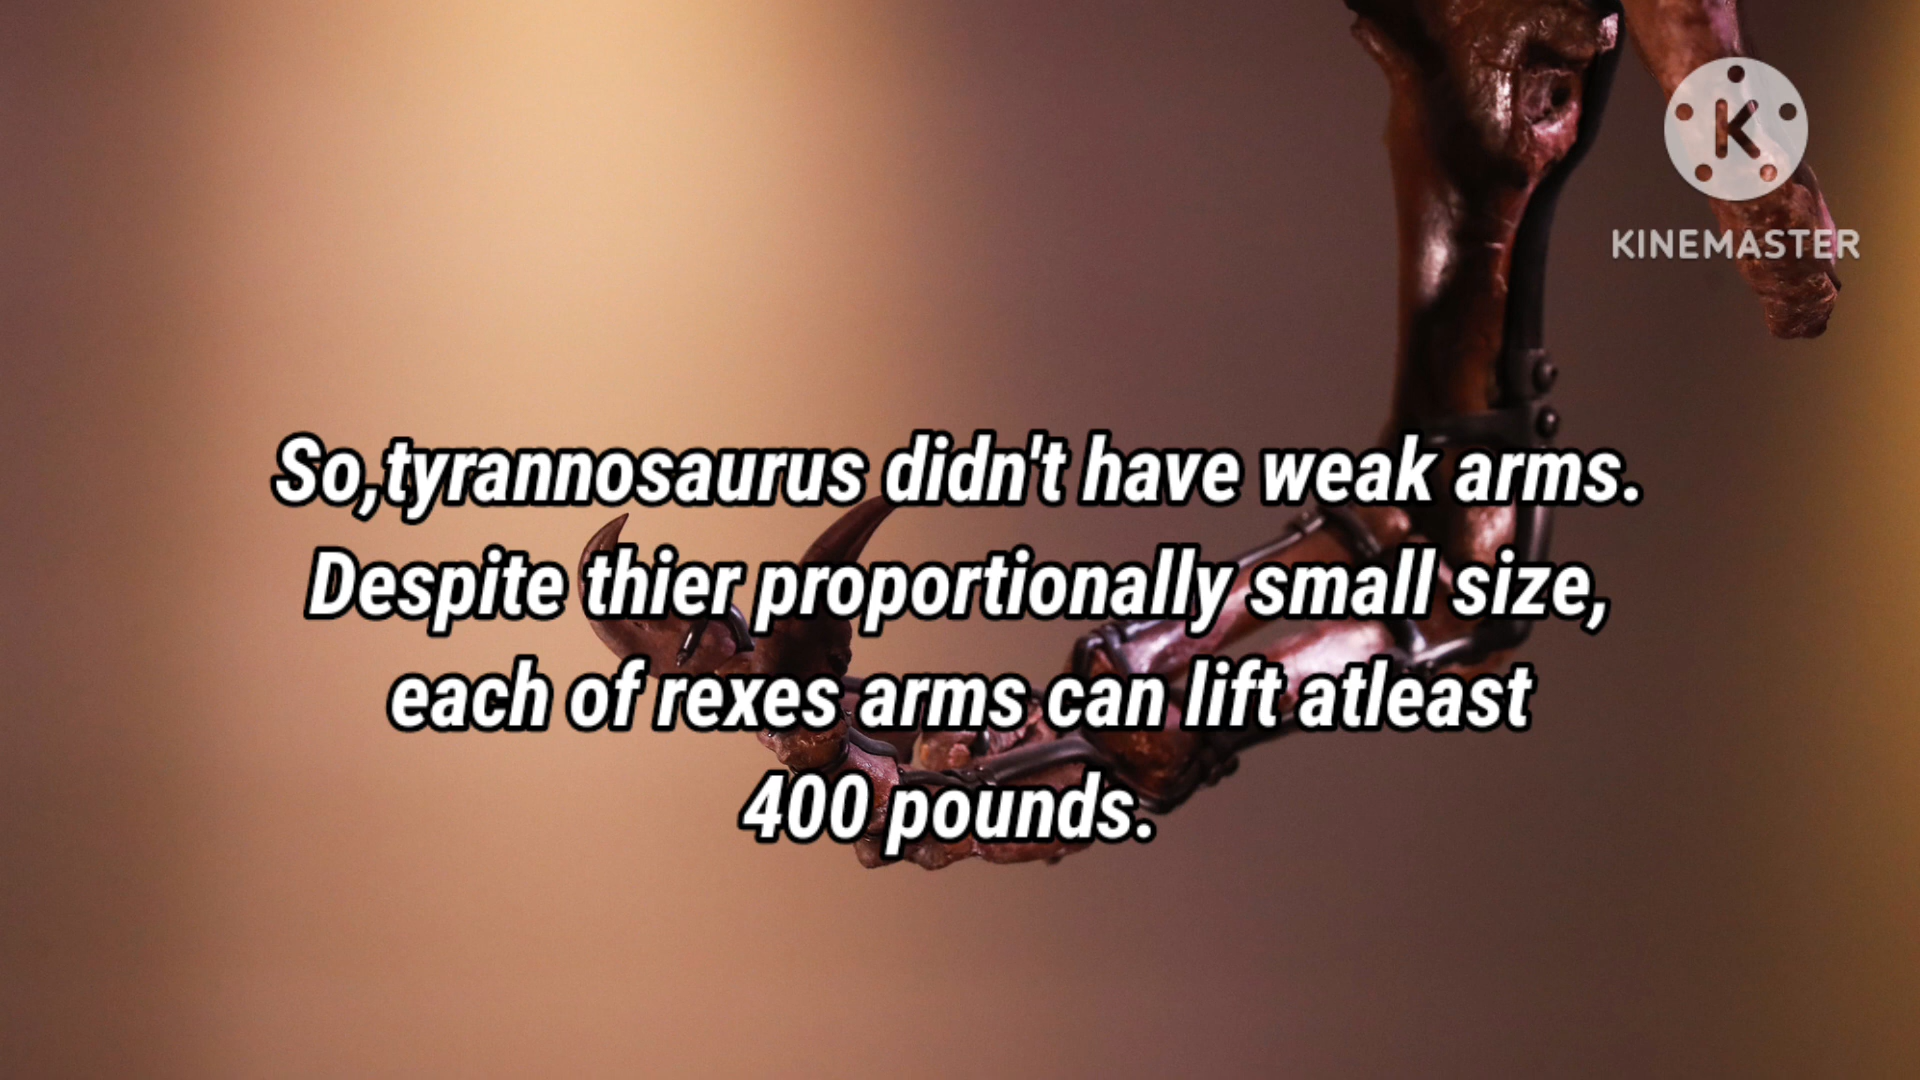 K
KINEMASTER
So,tyrannosaurus didn't have weak arms.
Despite thier proportionally small size,
each of rexes arms can lift atleast
400 pounds.